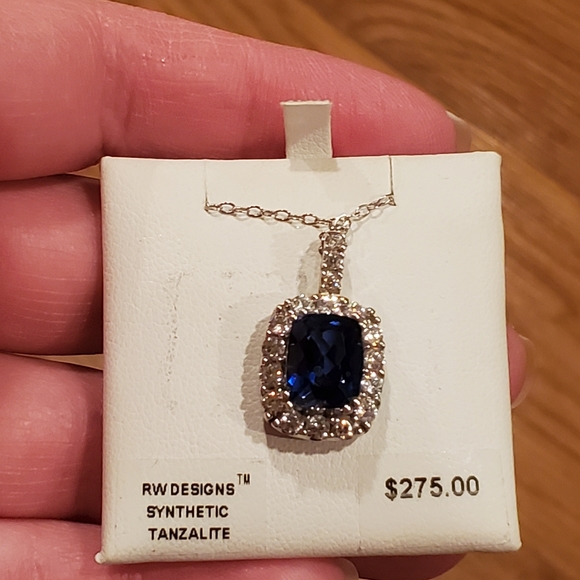 RW DESIGNS™
SYNTHETIC
TANZALITE
$275.00